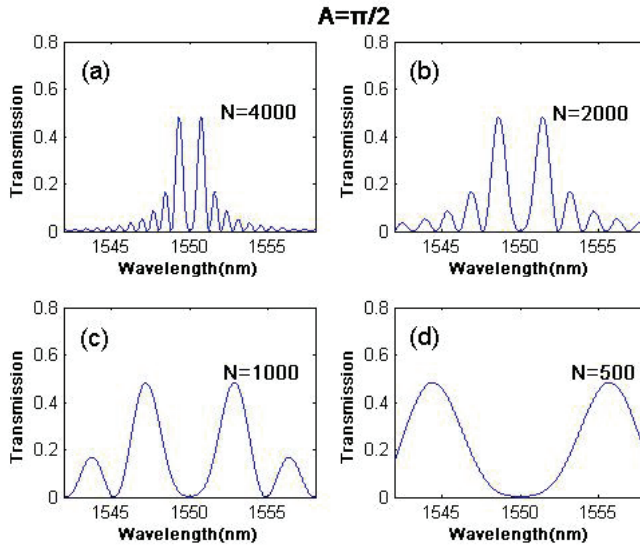 A=π/2
0.8
0.6
0.4
0.2
0
Transmission
(a)
N=4000
1545
1550
1555
Wavelength(nm)
0.8
0.6
0.4
0.2
0
Transmission
(b)
N=2000
1545
1550
1555
Wavelength(nm)
0.8
0.6
0.4
0.2
0
Transmission
(c)
N=1000
1545
1550
1555
Wavelength(nm)
0.8
0.6
0.4
0.2
0
Transmission
(d)
N=500
1545
1550
1555
Wavelength(nm)